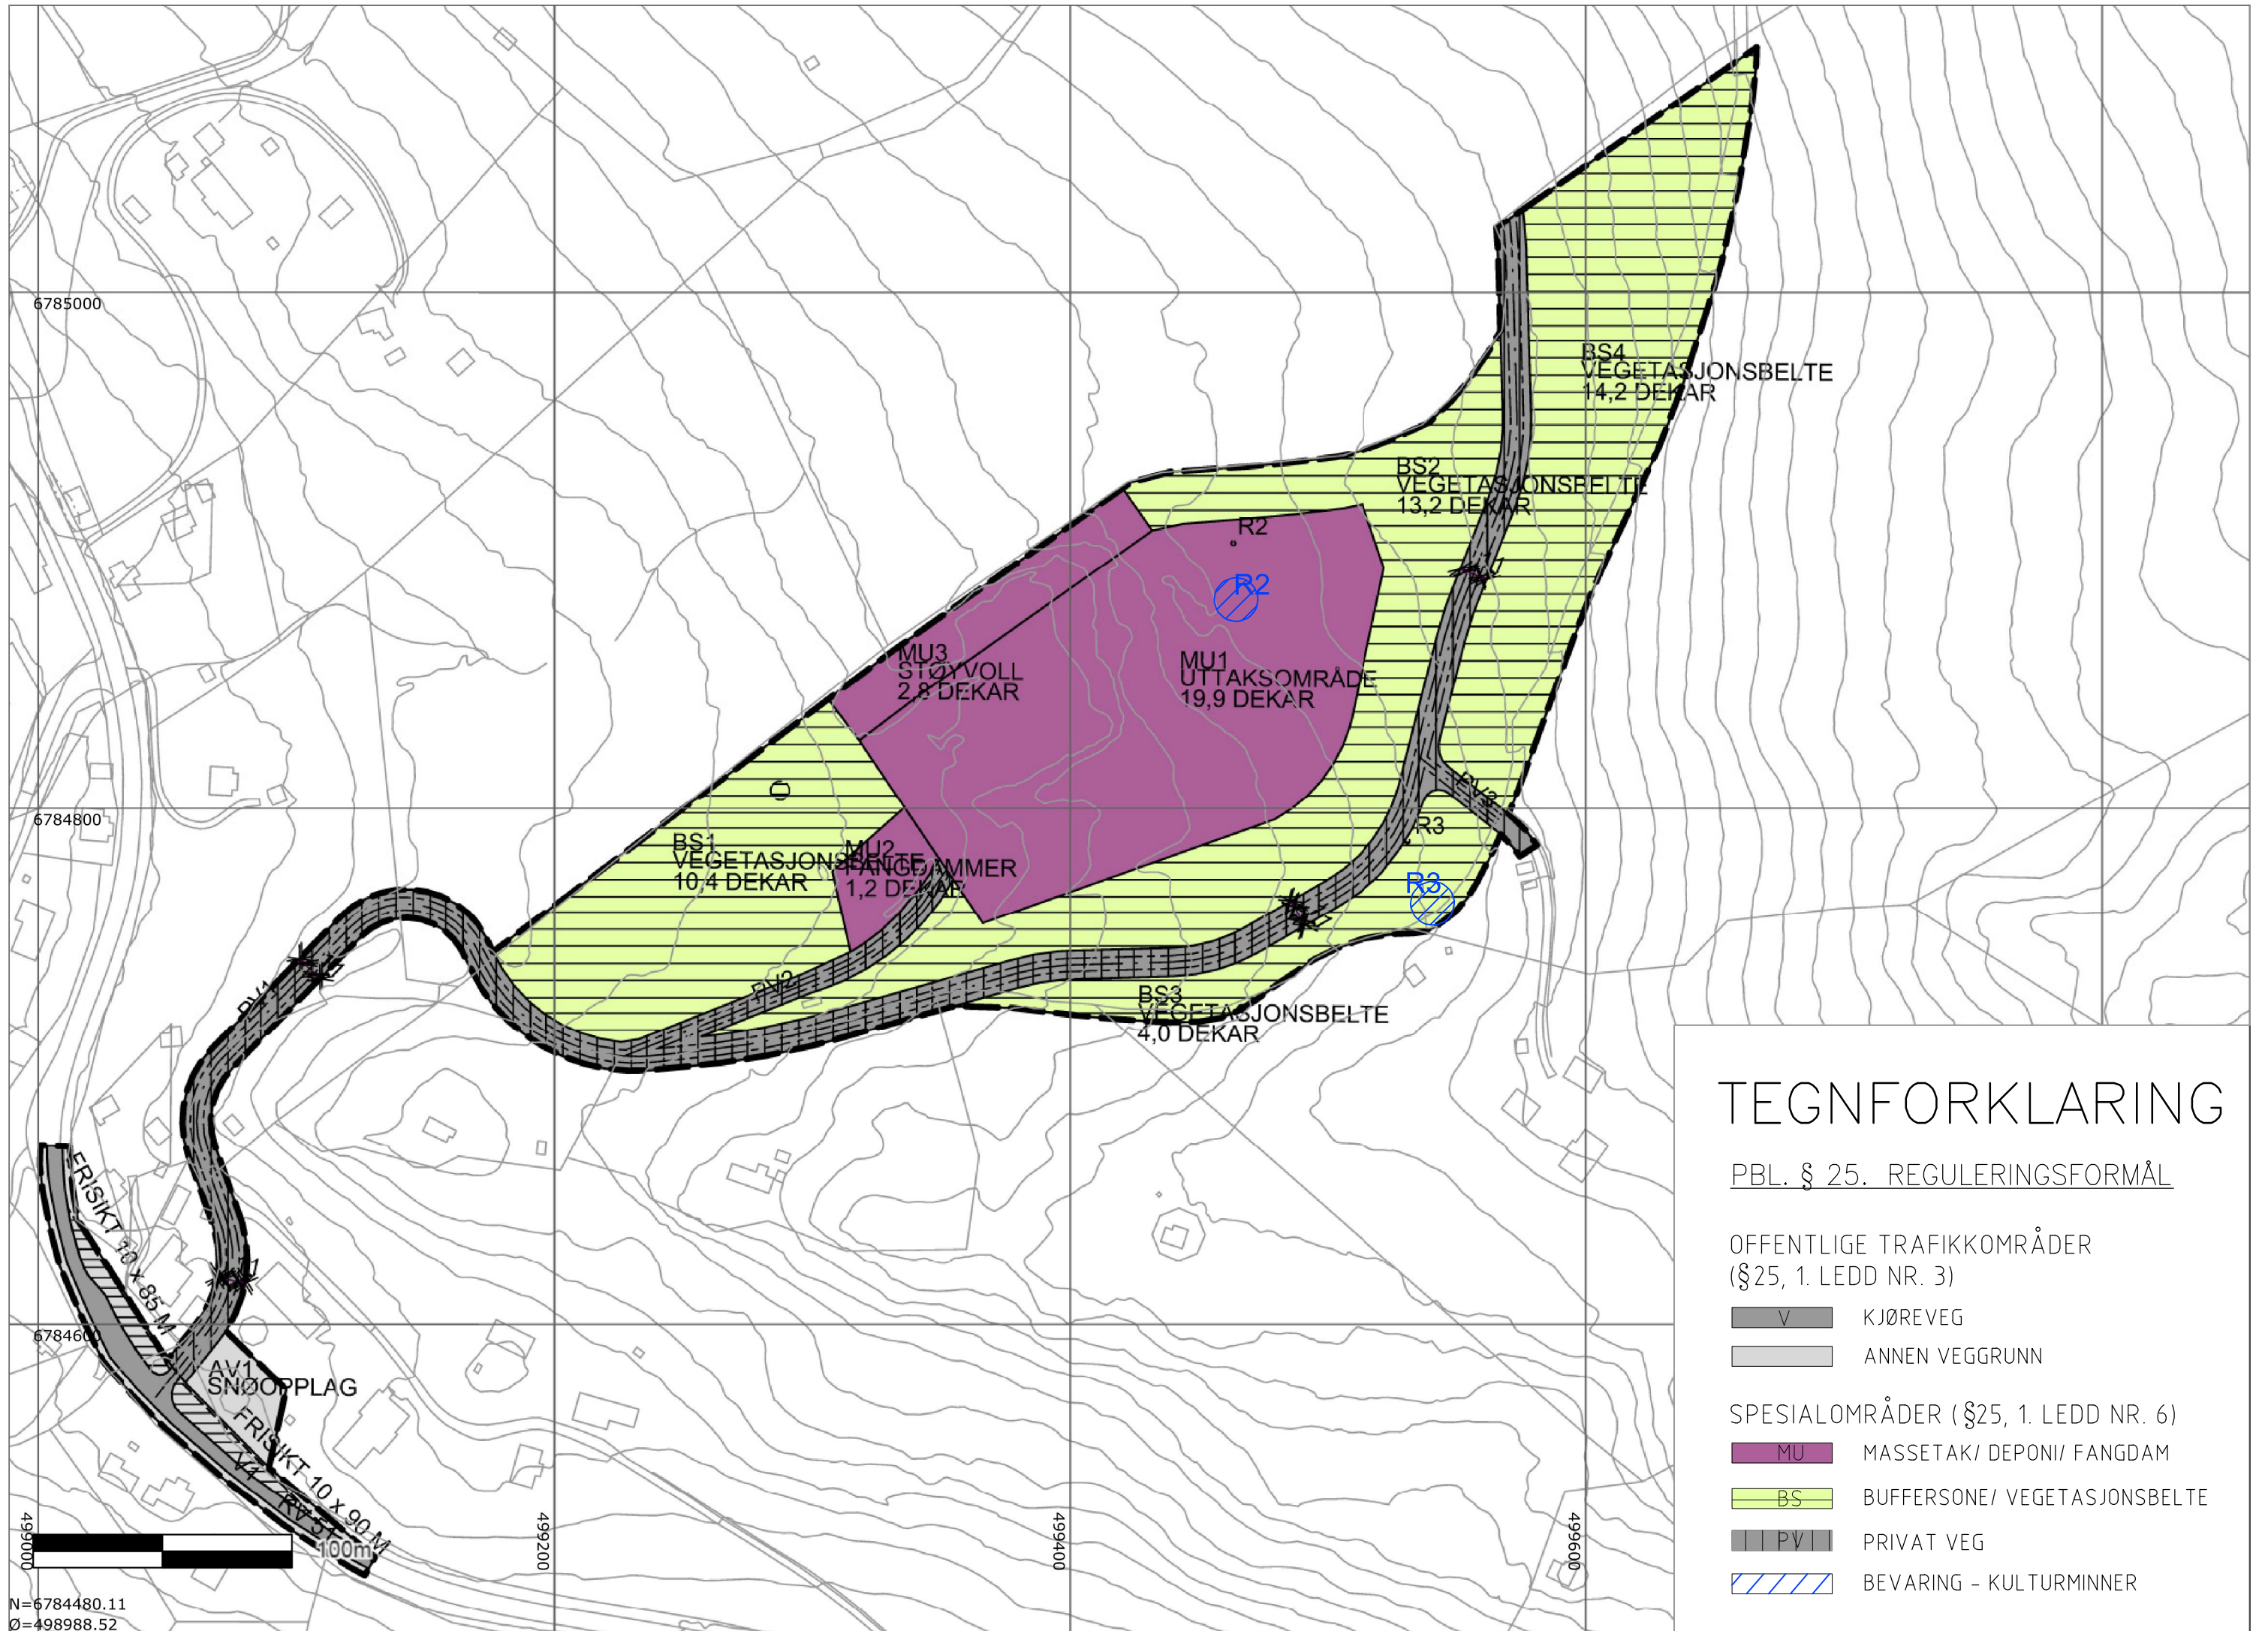 6785000
BS4
VEGETASJONSBELTE
14,2 DEKAR
BS2
VEGETASJONSBELTE
13,2 DEKAR
R2
R2
MU3
STØYVOLL
2,8 DEKAR
MU1
UTTAKSOMRÅDE
19,9 DEKAR
PV3
6784800
R3
BS1
VEGETASJONSBELTE
10,4 DEKAR
MU2
FANGDAMMER
1,2 DEKAR
R3
PV2
PV1
BS3
VEGETASJONSBELTE
4,0 DEKAR
FRISIKT 10 x 85 M
6784600
AV1
SNØOPPLAG
FRISIKT 10 x 90 M
V1
RV 51
100m
499000
499200
499400
499600
N=6784480.11
Ø=498988.52
TEGNFORKLARING
PBL. § 25. REGULERINGSFORMÅL
OFFENTLIGE TRAFIKKOMRÅDER
(§25, 1. LEDD NR. 3)
V KJØREVEG
ANNEN VEGGRUNN
SPESIALOMRÅDER (§25, 1. LEDD NR. 6)
MU MASSETAK/ DEPONI/ FANGDAM
BS BUFFERSONE/ VEGETASJONSBELTE
PV PRIVAT VEG
BEVARING - KULTURMINNER